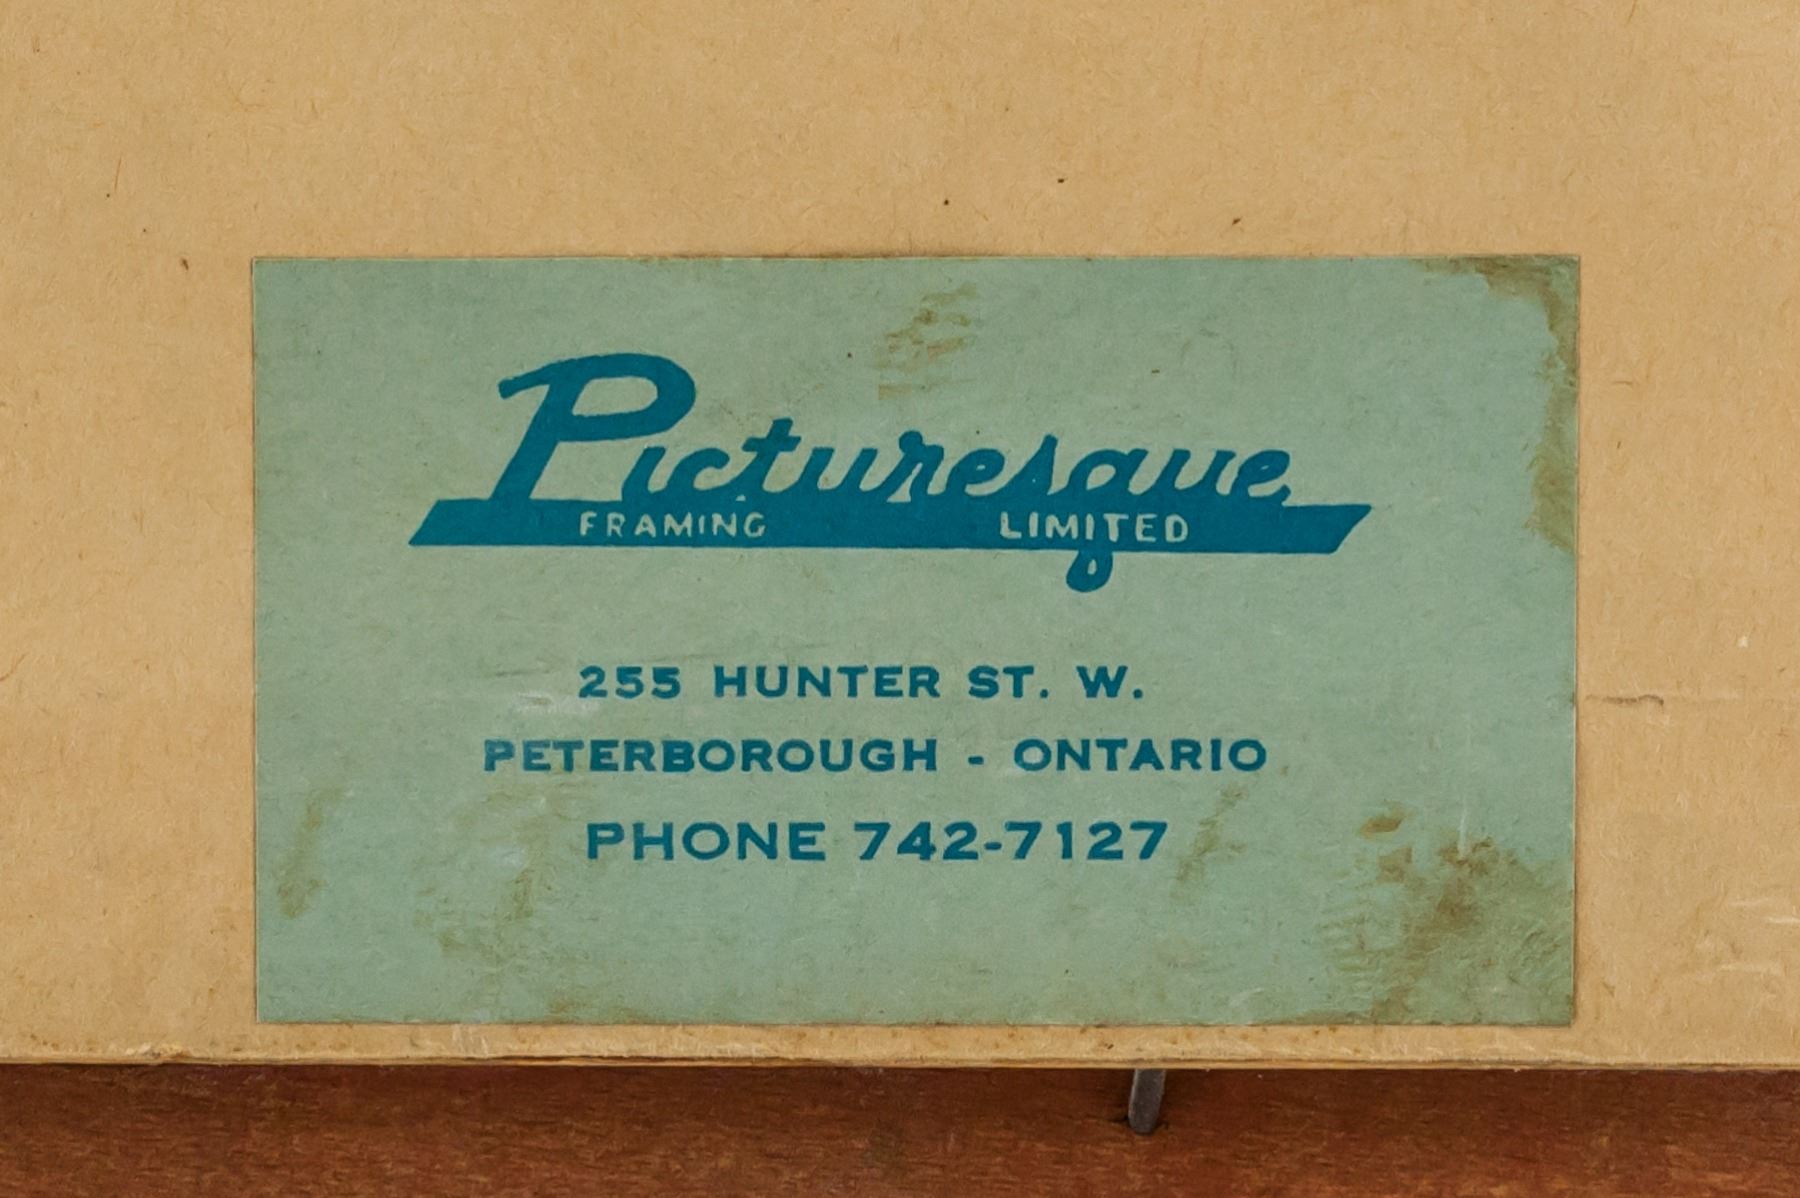 Picturesque
FRAMING LIMITED
255 HUNTER ST. W.
PETERBOROUGH - ONTARIO
PHONE 742-7127